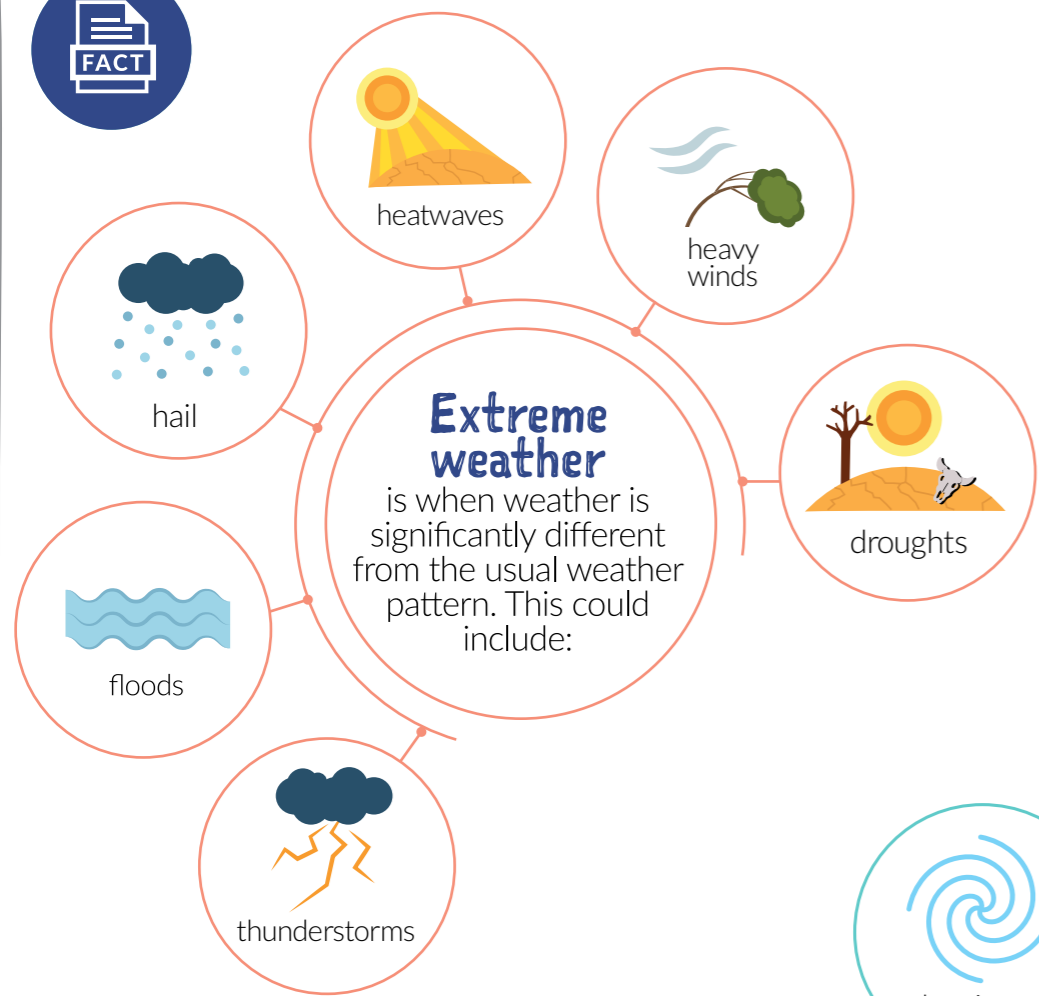 FACT
heatwaves
heavy
winds
hail
Extreme
weather
is when weather is
significantly different
from the usual weather
pattern. This could
include:
droughts
floods
thunderstorms